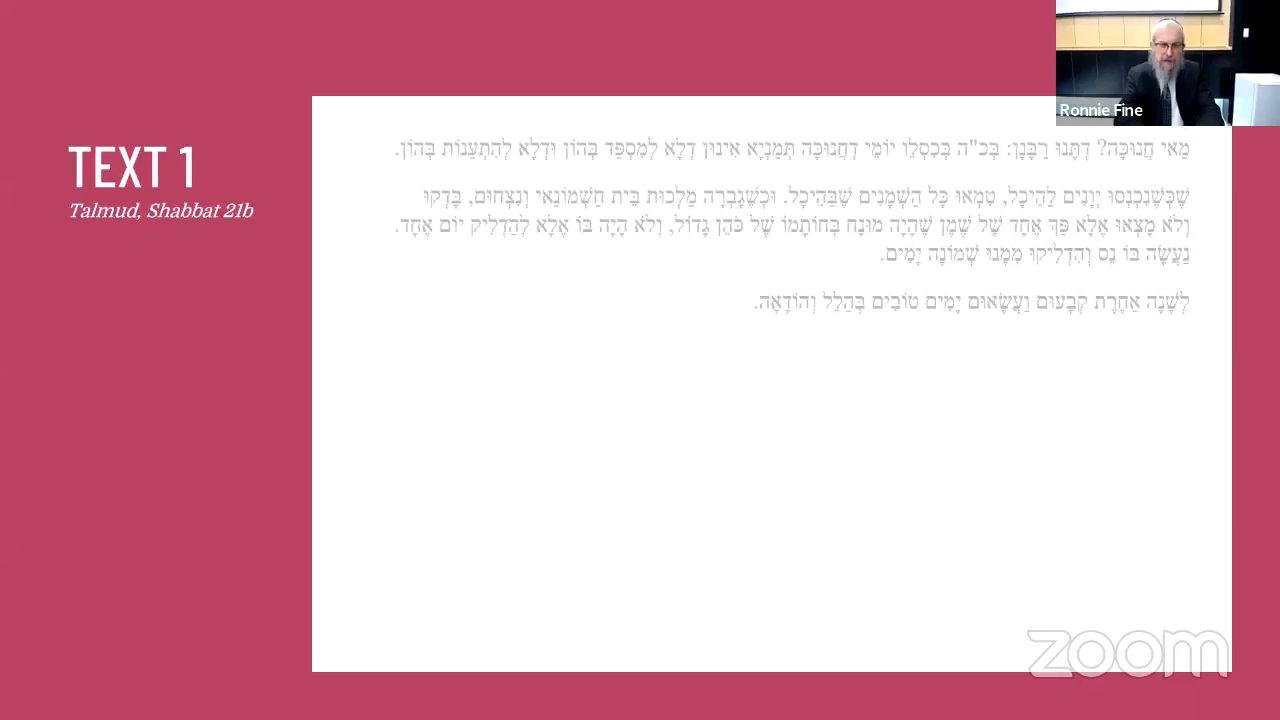 TEXT 1
Talmud, Shabbat 21b
מַאי חֲנוּכָּה? דְּתָנוּ רַבָּנַן: בְּכ"ה בְּכִסְלֵו יוֹמֵי דַחֲנוּכָּה תְּמַנְיָא אִינוּן דְּלָא לְמִסְפַּד בְּהוֹן וּדְלָא לְהִתְעַנּוֹת בְּהוֹן.
שֶׁכְּשֶׁנִּכְנְסוּ יְוָנִים לַהֵיכָל, טִמְּאוּ כָּל הַשְּׁמָנִים שֶׁבַּהֵיכָל. וּכְשֶׁגָּבְרָה מַלְכוּת בֵּית חַשְׁמוֹנַאי וְנִצְּחוּם, בָּדְקוּ
וְלֹא מָצְאוּ אֶלָּא פַּךְ אֶחָד שֶׁל שֶׁמֶן שֶׁהָיָה מוּנָח בְּחוֹתָמוֹ שֶׁל כֹּהֵן גָּדוֹל, וְלֹא הָיָה בּוֹ אֶלָּא לְהַדְלִיק יוֹם אֶחָד.
נַעֲשָׂה בּוֹ נֵס וְהִדְלִיקוּ מִמֶּנוּ שְׁמוֹנָה יָמִים.
לְשָׁנָה אַחֶרֶת קְבָעוּם וַעֲשָׂאוּם יָמִים טוֹבִים בְּהַלֵּל וְהוֹדָאָה.
Ronnie Fine
zoom